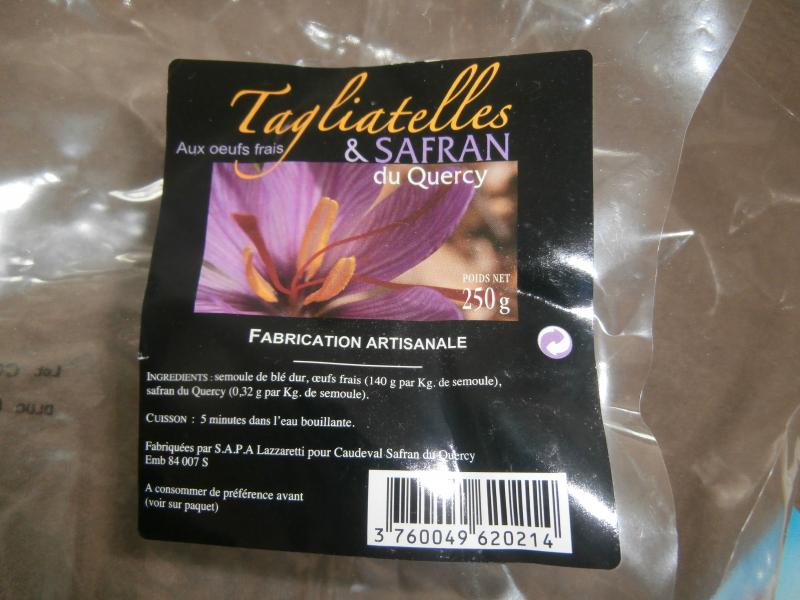 Tagliatelles
Aux oeufs frais
& SAFRAN
du Quercy
POIDS NET
250 g
FABRICATION ARTISANALE
INGREDIENTS : semoule de blé dur, œufs frais (140 g par Kg. de semoule),
safran du Quercy (0,32 g par Kg. de semoule).
CUISSON : 5 minutes dans l'eau bouillante.
Fabriquées par S.A.P.A Lazzaretti pour Caudeval Safran du Quercy
Emb 84 007 S
A consommer de préférence avant
(voir sur paquet)
3 760049 620214